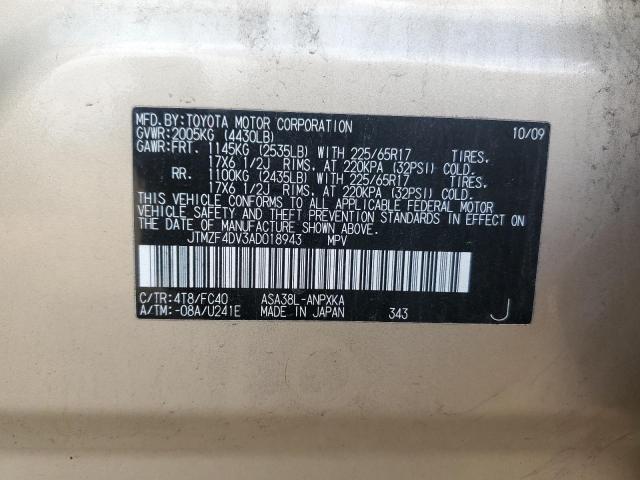 MFD.BY:TOYOTA MOTOR CORPORATION 10/09
GVWR:2005KG (4430LB)
GAWR:FRT. 1145KG (2535LB) WITH 225/65R17 TIRES.
17X6 1/2J RIMS, AT 220KPA (32PSI) COLD.
RR. 1100KG (2435LB) WITH 225/65R17 TIRES.
17X6 1/2J RIMS, AT 220KPA (32PSI) COLD.
THIS VEHICLE CONFORMS TO ALL APPLICABLE FEDERAL MOTOR
VEHICLE SAFETY AND THEFT PREVENTION STANDARDS IN EFFECT ON
THE DATE OF MANUFACTURE SHOWN ABOVE.
JTMZF4DV3AD018943 MPV
C/TR:4T8/FC40 ASA38L-ANPXKA
A/TM:-08A/U241E MADE IN JAPAN 343 J